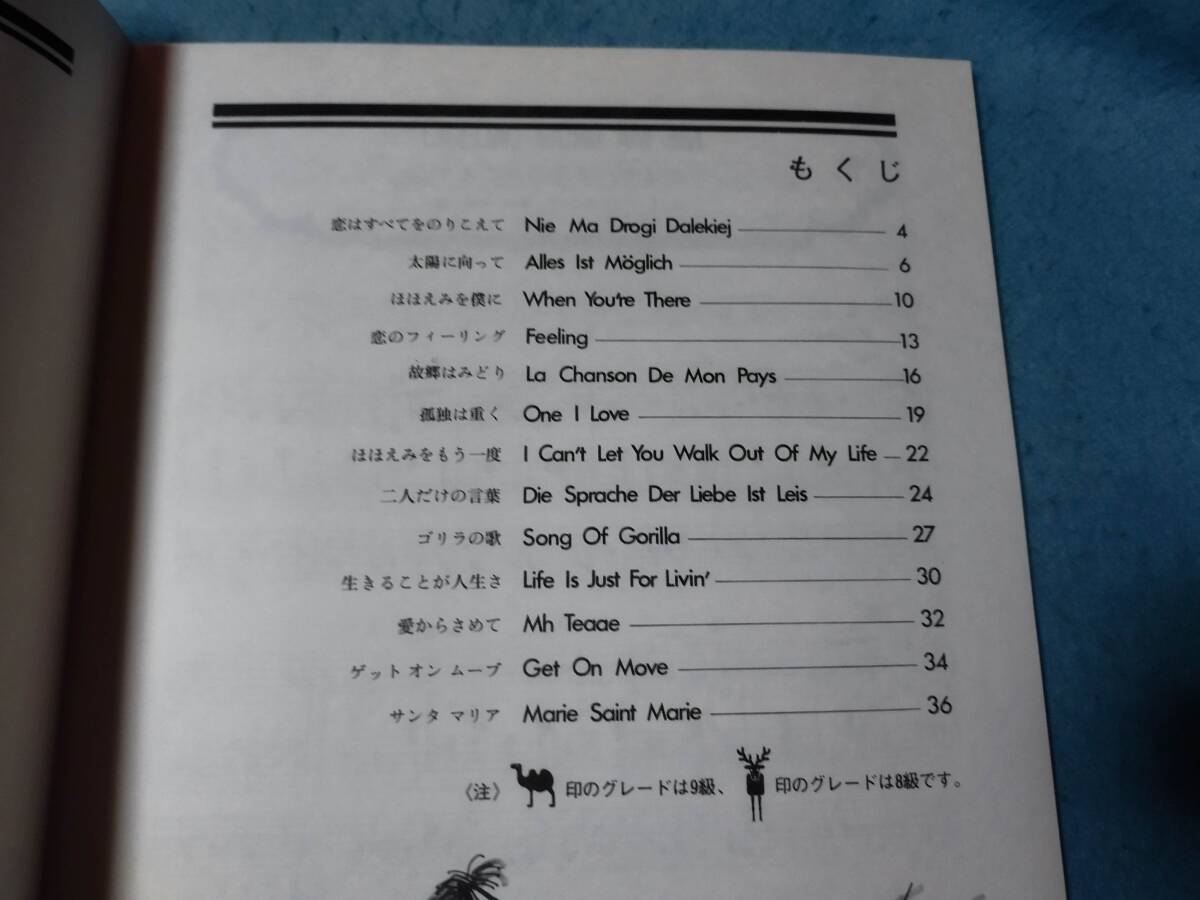 もくじ
恋はすべてをのりこえて Nie Ma Drogi Dalekiej 4
太陽に向って Alles Ist Möglich 6
ほほえみを僕に When You're There 10
恋のフィーリング Feeling 13
故郷はみどり La Chanson De Mon Pays 16
孤独は重く One I Love 19
ほほえみをもう一度 I Can't Let You Walk Out Of My Life 22
二人だけの言葉 Die Sprache Der Liebe Ist Leis 24
ゴリラの歌 Song Of Gorilla 27
生きることが人生さ Life Is Just For Livin' 30
愛からさめて Mh Teaae 32
ゲット オン ムーブ Get On Move 34
サンタ マリア Marie Saint Marie 36
〈注〉 印のグレードは9級、 印のグレードは8級です。